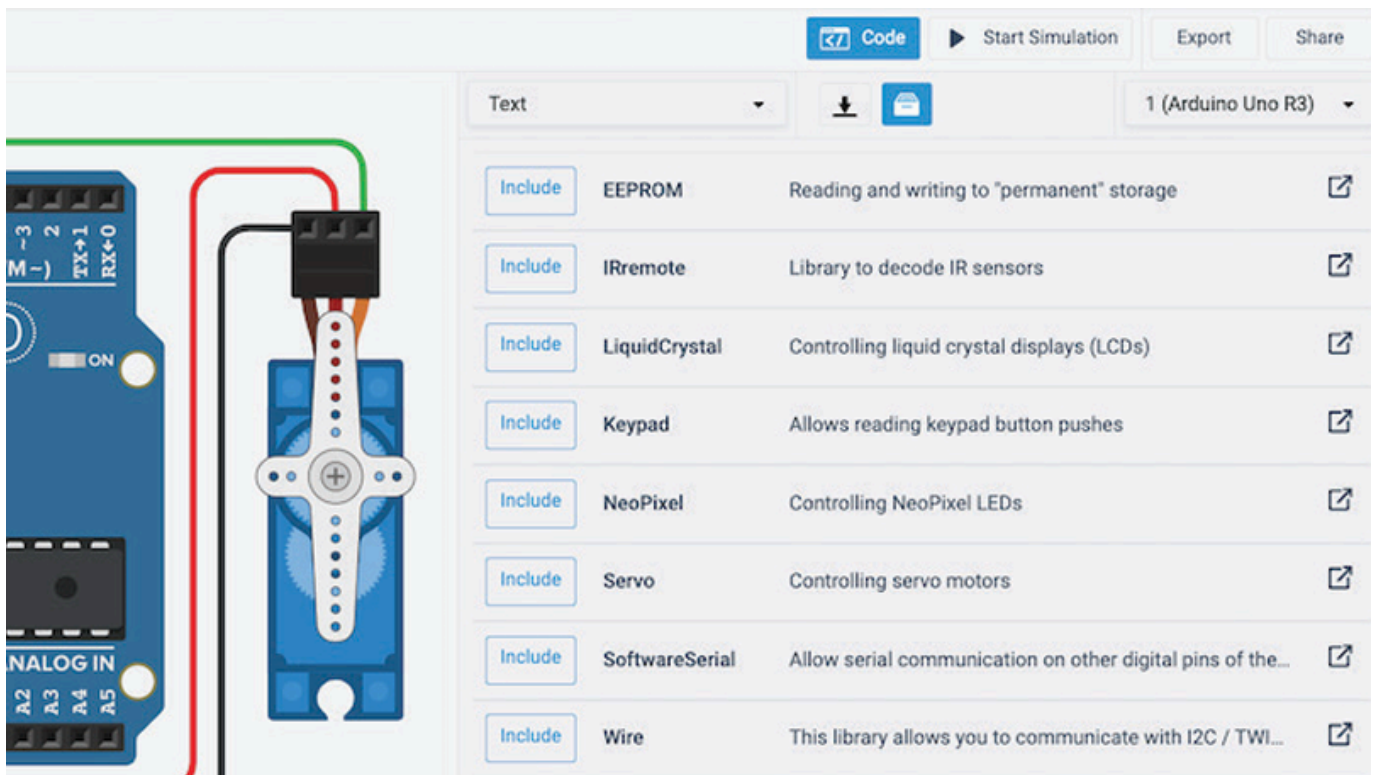 Code
Start Simulation
Export
Share
Text
1 (Arduino Uno R3)
Include EEPROM Reading and writing to "permanent" storage
Include IRremote Library to decode IR sensors
Include LiquidCrystal Controlling liquid crystal displays (LCDs)
Include Keypad Allows reading keypad button pushes
Include NeoPixel Controlling NeoPixel LEDs
Include Servo Controlling servo motors
Include SoftwareSerial Allow serial communication on other digital pins of the...
Include Wire This library allows you to communicate with I2C / TWI...
~3
2
TX→1
RX←0
M~)
ON
NALOG IN
A2
A3
A4
A5